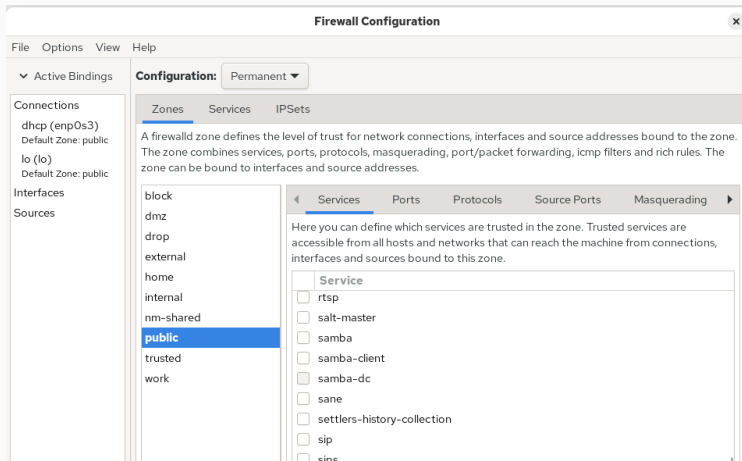 Firewall Configuration
File Options View Help
Active Bindings
Configuration: Permanent
Connections
dhcp (enp0s3)
Default Zone: public
lo (lo)
Default Zone: public
Interfaces
Sources
Zones Services IPSets
A firewalld zone defines the level of trust for network connections, interfaces and source addresses bound to the zone.
The zone combines services, ports, protocols, masquerading, port/packet forwarding, icmp filters and rich rules. The
zone can be bound to interfaces and source addresses.
block
dmz
drop
external
home
internal
nm-shared
public
trusted
work
Services Ports Protocols Source Ports Masquerading
Here you can define which services are trusted in the zone. Trusted services are
accessible from all hosts and networks that can reach the machine from connections,
interfaces and sources bound to this zone.
Service
rtsp
salt-master
samba
samba-client
samba-dc
sane
settlers-history-collection
sip
sips